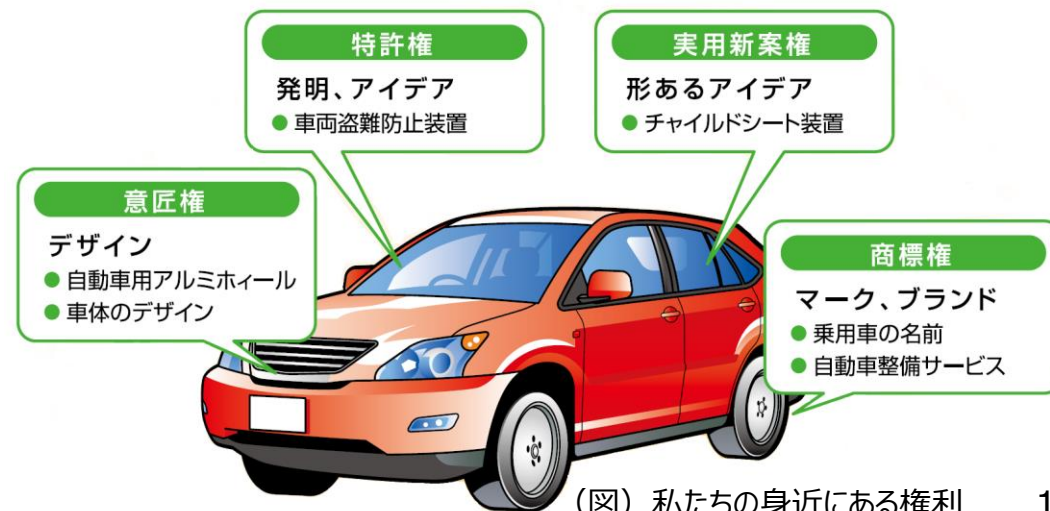 特許権
発明、アイデア
● 車両盗難防止装置
実用新案権
形あるアイデア
● チャイルドシート装置
意匠権
デザイン
● 自動車用アルミホィール
● 車体のデザイン
商標権
マーク、ブランド
● 乗用車の名前
● 自動車整備サービス
（図）私たちの身近にある権利 1